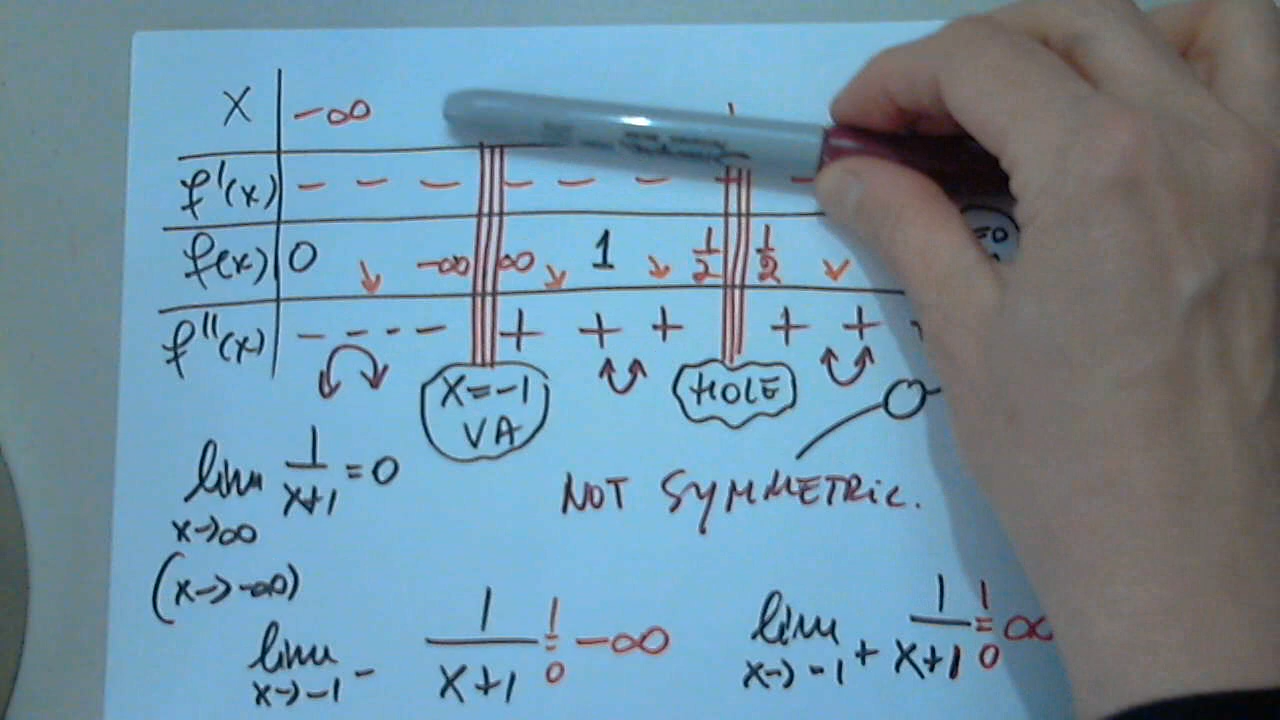 x -∞
f'(x) - - - - - - + -
f(x) 0 ↘ -∞ ∞ ↘ 1 ↘ 1/2 1/2 ↘ =0
f''(x) - - - - + + + + +
x=-1 HOLE
VA
lim 1/(x+1) = 0
x→∞
NOT SYMMETRIC.
(x→-∞)
lim 1/(x+1) = 1/0 -∞ lim 1/(x+1) = 1/0
x→-1- x→-1+